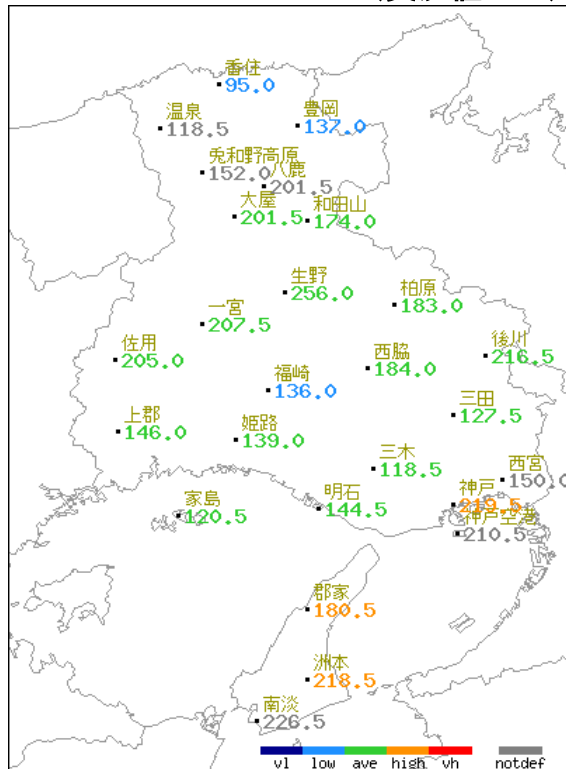 香住
95.0
温泉
118.5
豊岡
137.0
兎和野高原
152.0
八鹿
201.5
大屋
201.5
和田山
174.0
生野
256.0
柏原
183.0
一宮
207.5
佐用
205.0
後川
216.5
西脇
184.0
福崎
136.0
三田
127.5
上郡
146.0
姫路
139.0
三木
118.5
西宮
150.0
神戸
219.5
家島
120.5
明石
144.5
神戸空港
210.5
郡家
180.5
洲本
218.5
南淡
226.5
vl low ave high vh notdef